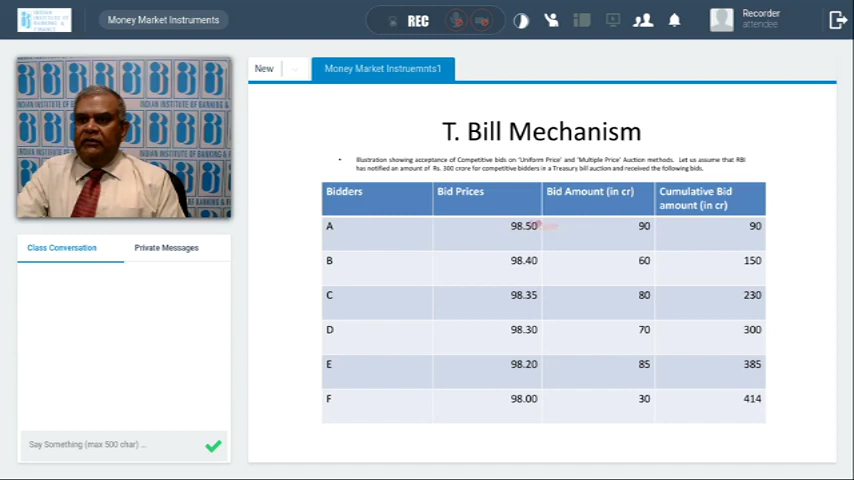 INDIAN
INSTITUTE OF
BANKING &
FINANCE
Money Market Instruments
REC
Recorder
attendee
New
Money Market Instruemnts1
Class Conversation
Private Messages
Say Something (max 500 char) ...
T. Bill Mechanism
• Illustration showing acceptance of Competitive bids on 'Uniform Price' and 'Multiple Price' Auction methods. Let us assume that RBI
has notified an amount of Rs. 300 crore for competitive bidders in a Treasury bill auction and received the following bids.
Bidders Bid Prices Bid Amount (in cr) Cumulative Bid
amount (in cr)
A 98.50 90 90
B 98.40 60 150
C 98.35 80 230
D 98.30 70 300
E 98.20 85 385
F 98.00 30 414